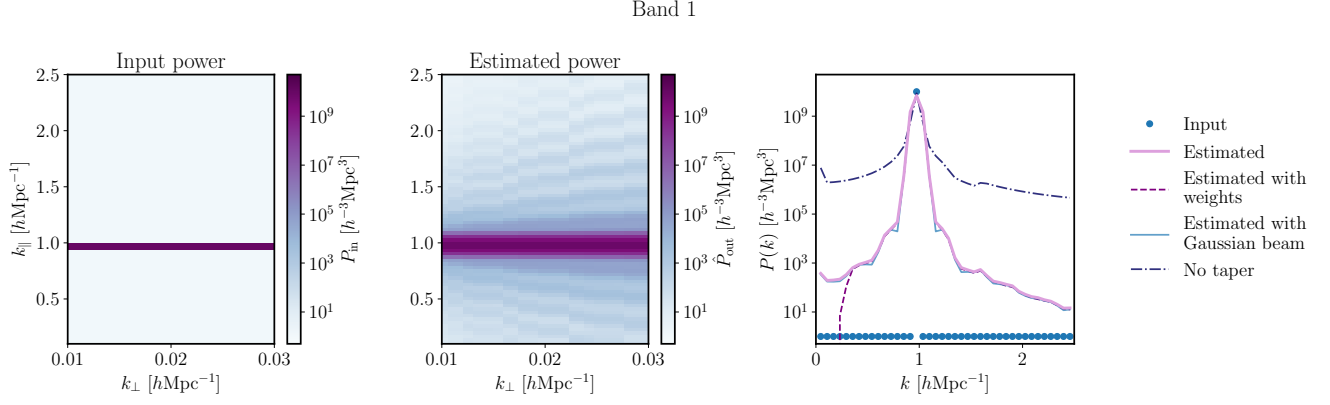 Band 1
Input power
2.5
2.0
1.5
1.0
0.5
0.01
0.02
0.03
k∥ [hMpc⁻¹]
k⊥ [hMpc⁻¹]
10⁹
10⁷
10⁵
10³
10¹
P_in [h⁻³Mpc³]
Estimated power
2.5
2.0
1.5
1.0
0.5
0.01
0.02
0.03
k⊥ [hMpc⁻¹]
10⁹
10⁷
10⁵
10³
10¹
P̂_out [h⁻³Mpc³]
10⁹
10⁷
10⁵
10³
10¹
P(k) [h⁻³Mpc³]
0
1
2
k [hMpc⁻¹]
Input
Estimated
Estimated with
weights
Estimated with
Gaussian beam
No taper